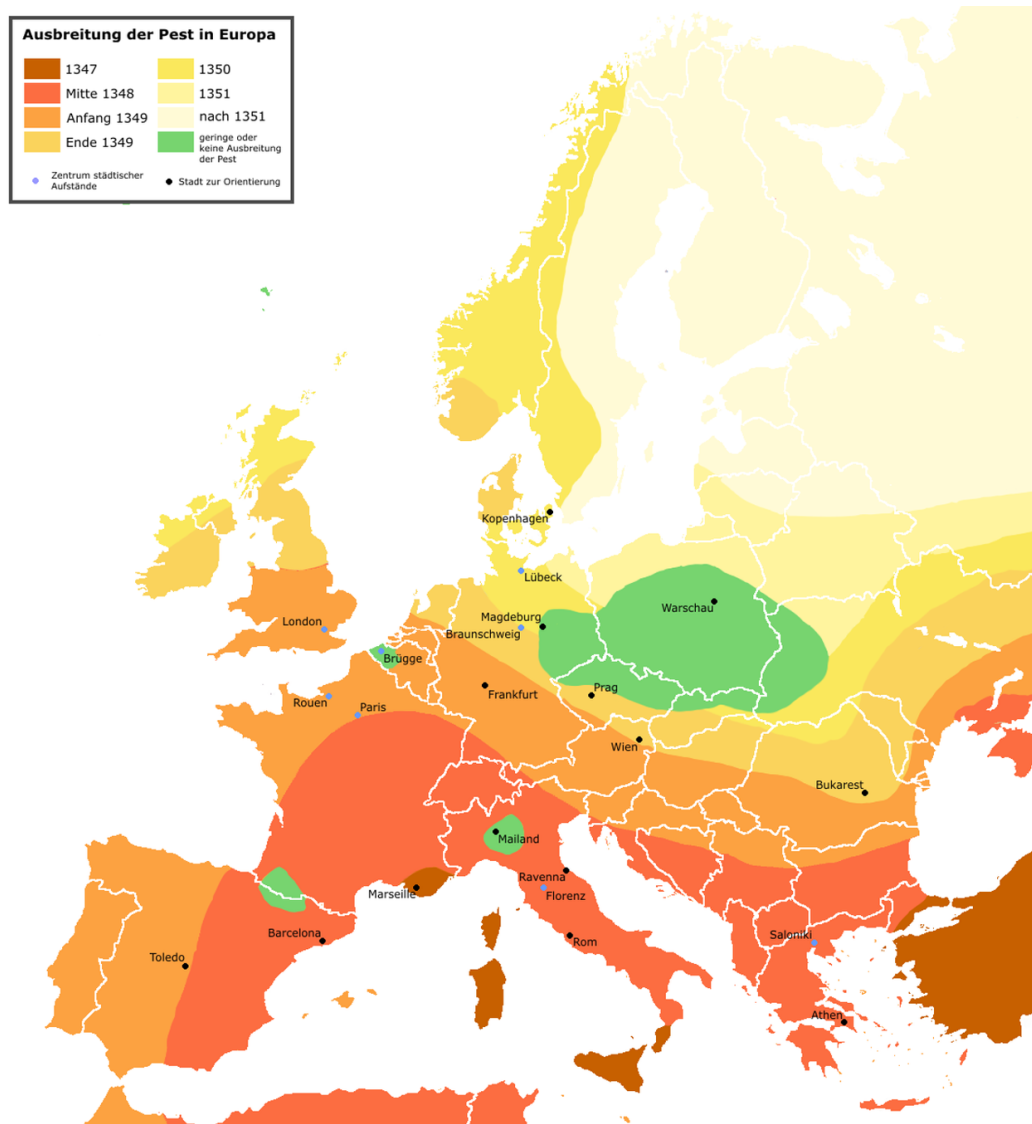 Ausbreitung der Pest in Europa
1347
Mitte 1348
Anfang 1349
Ende 1349
1350
1351
nach 1351
geringe oder
keine Ausbreitung
der Pest
Zentrum städtischer
Aufstände
Stadt zur Orientierung
Kopenhagen
Lübeck
Warschau
Magdeburg
Braunschweig
London
Brügge
Frankfurt
Prag
Rouen
Paris
Wien
Bukarest
Mailand
Ravenna
Marseille
Florenz
Barcelona
Rom
Saloniki
Toledo
Athen